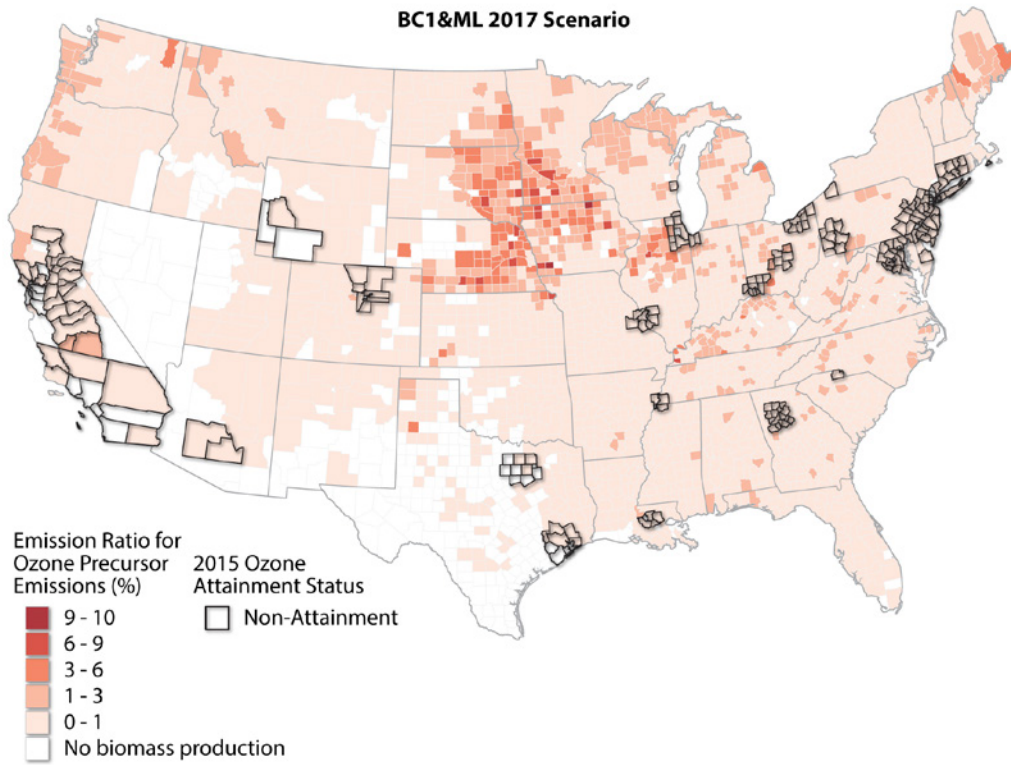 BC1&ML 2017 Scenario
Emission Ratio for
Ozone Precursor
Emissions (%)
9 - 10
6 - 9
3 - 6
1 - 3
0 - 1
No biomass production
2015 Ozone
Attainment Status
Non-Attainment